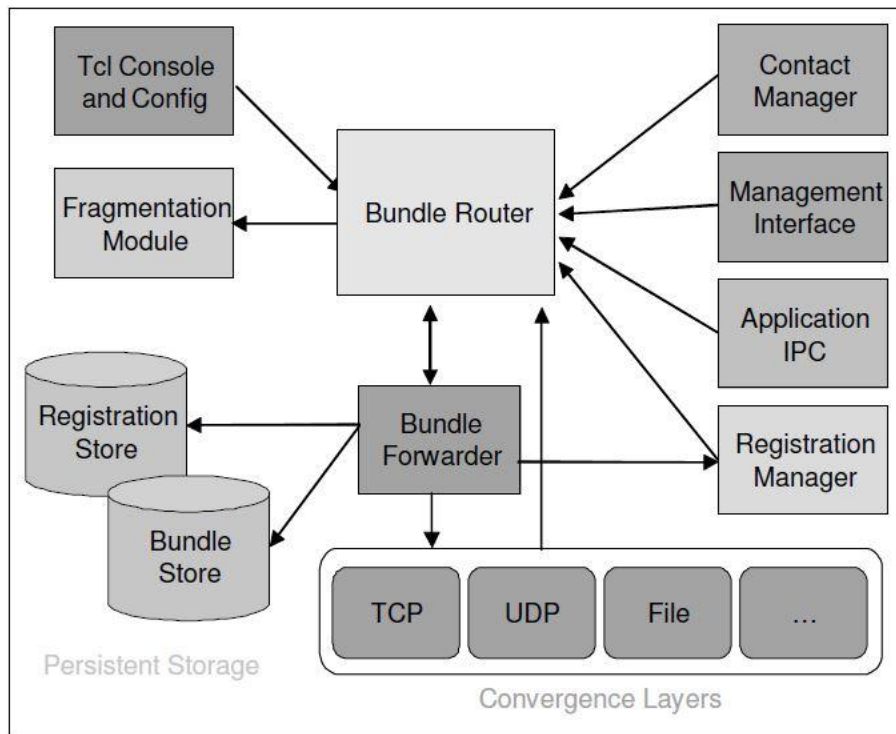 Tcl Console
and Config
Contact
Manager
Fragmentation
Module
Bundle Router
Management
Interface
Application
IPC
Registration
Store
Bundle
Forwarder
Registration
Manager
Bundle
Store
TCP
UDP
File
...
Persistent Storage
Convergence Layers